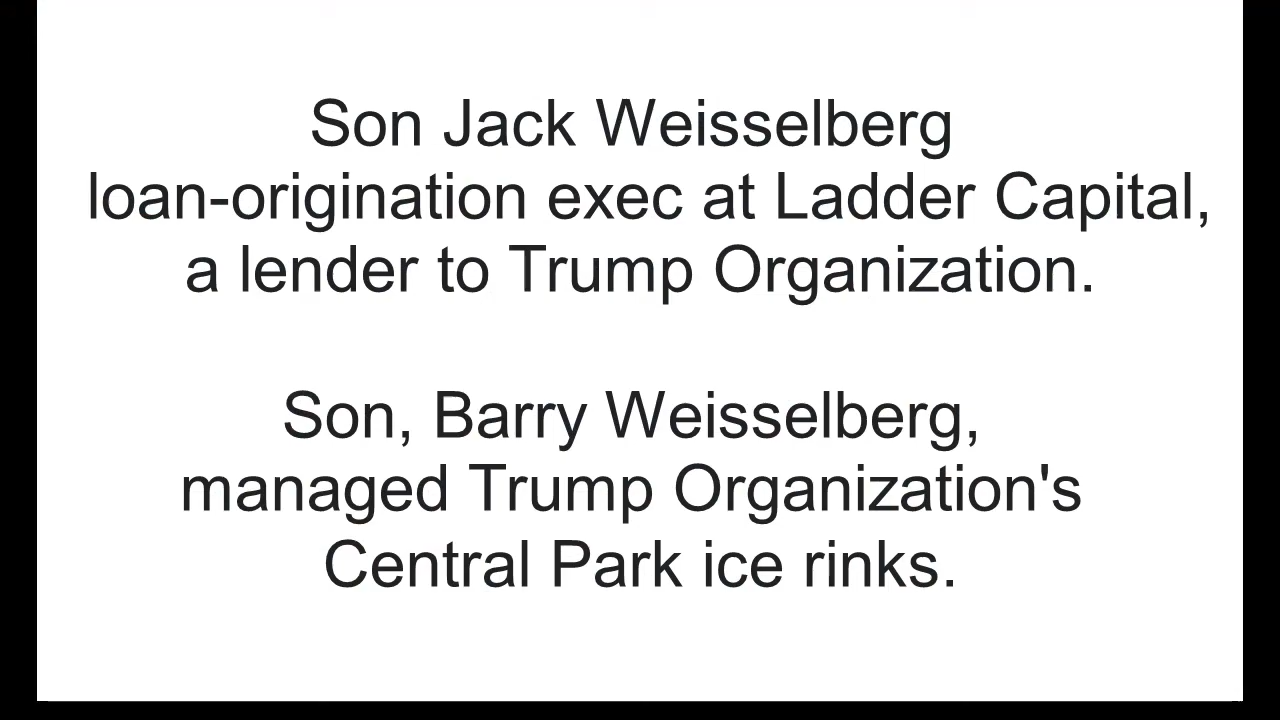 Son Jack Weisselberg
loan-origination exec at Ladder Capital,
a lender to Trump Organization.
Son, Barry Weisselberg,
managed Trump Organization's
Central Park ice rinks.